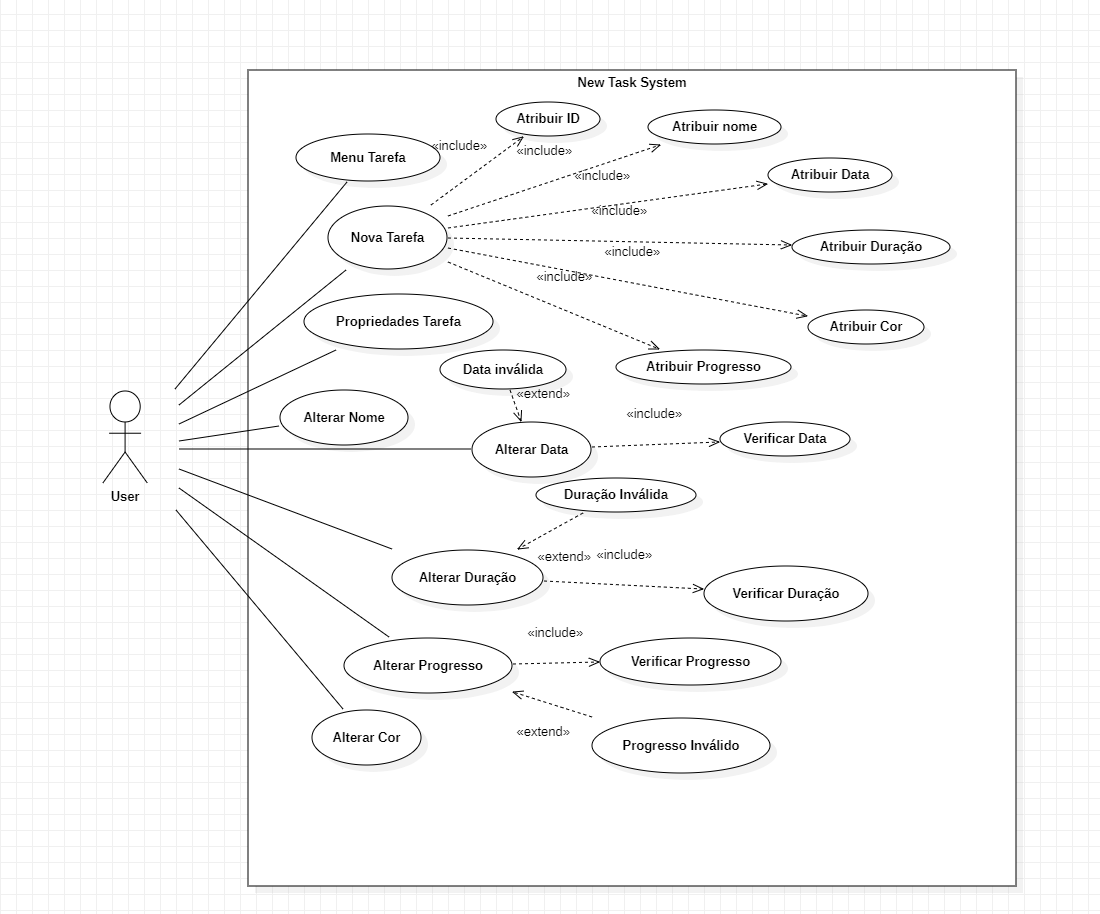 New Task System
Atribuir ID
Atribuir nome
«include»
«include»
Menu Tarefa
«include»
Atribuir Data
«include»
Nova Tarefa
Atribuir Duração
«include»
«include»
Propriedades Tarefa
Atribuir Cor
Data inválida
Atribuir Progresso
«extend»
Alterar Nome
«include»
Alterar Data
Verificar Data
User
Duração Inválida
«extend»
«include»
Alterar Duração
Verificar Duração
«include»
Alterar Progresso
Verificar Progresso
Alterar Cor
«extend»
Progresso Inválido